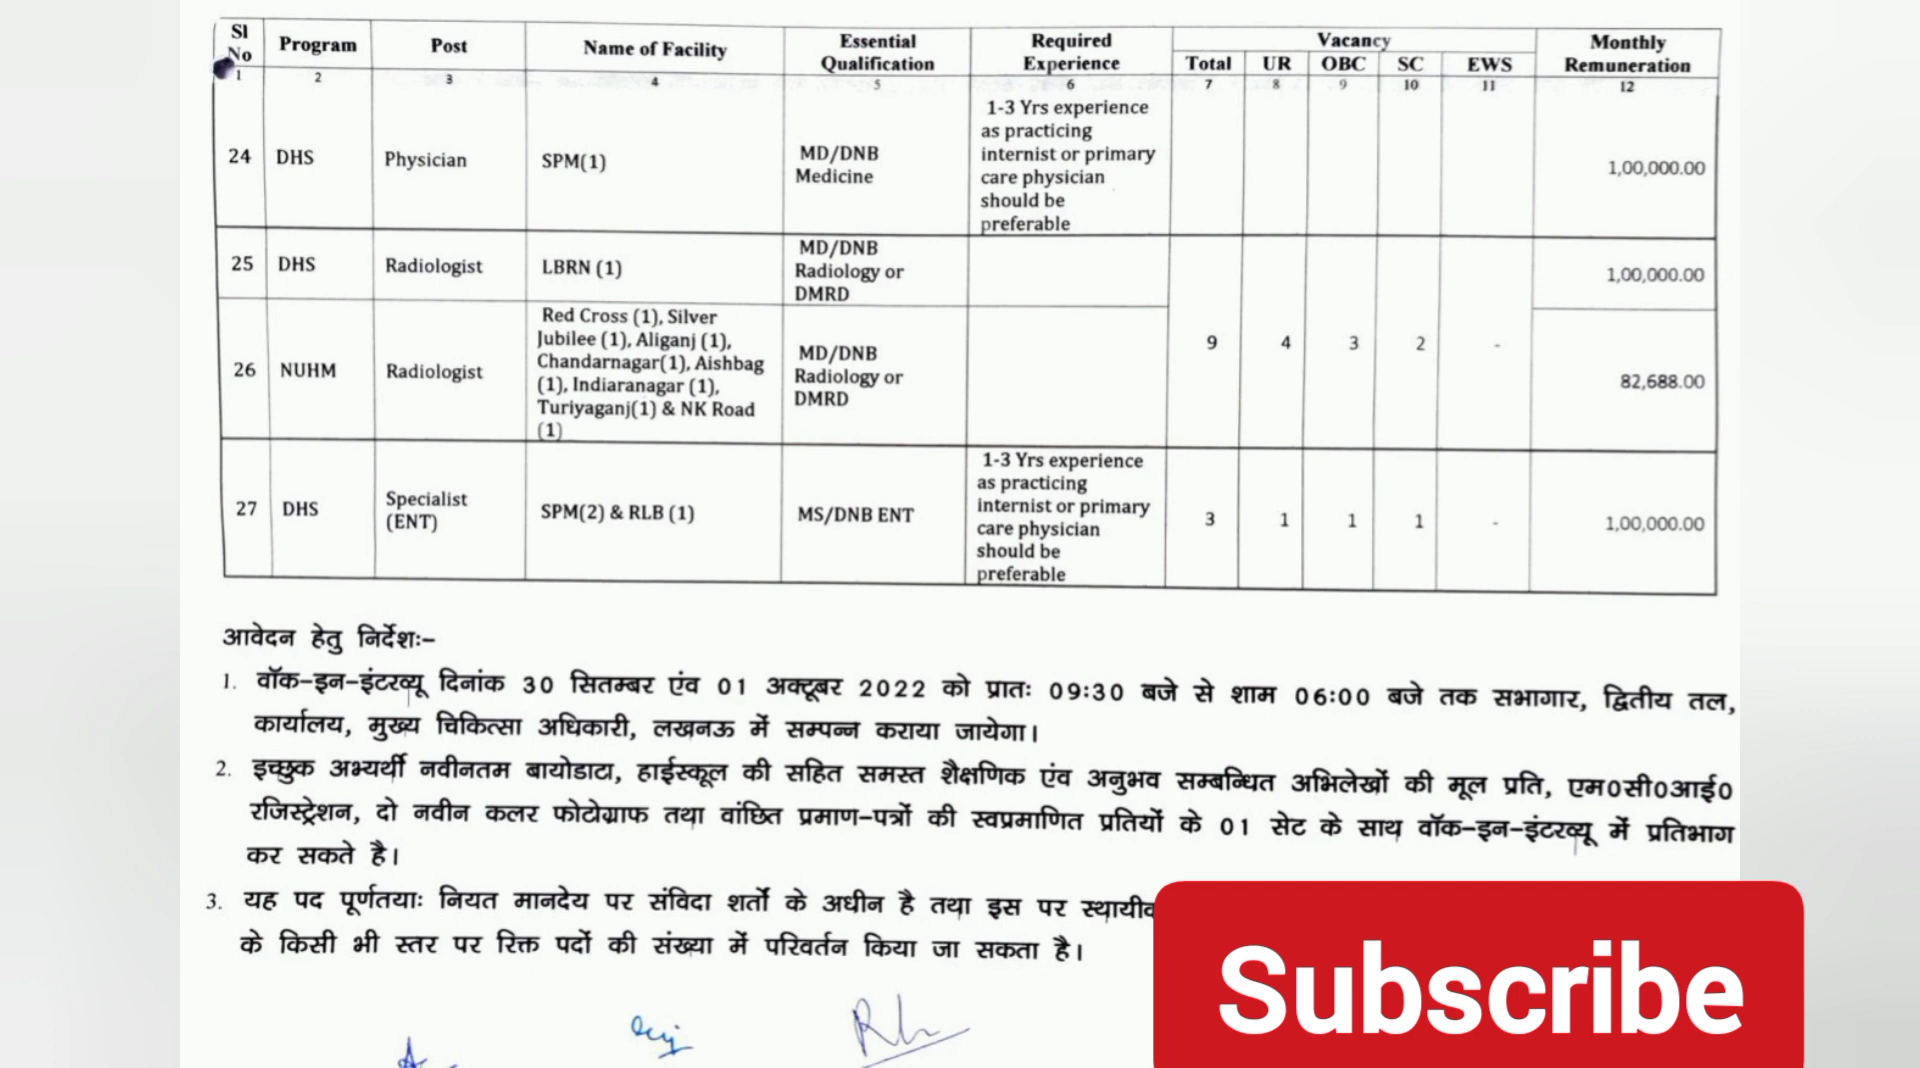 Sl No Program Post Name of Facility Essential Qualification Required Experience Vacancy Monthly Remuneration
Total UR OBC SC EWS
1 2 3 4 5 6 7 8 9 10 11 12
24 DHS Physician SPM(1) MD/DNB Medicine 1-3 Yrs experience as practicing internist or primary care physician should be preferable 1,00,000.00
25 DHS Radiologist LBRN (1) MD/DNB Radiology or DMRD 1,00,000.00
26 NUHM Radiologist Red Cross (1), Silver Jubilee (1), Aliganj (1), Chandarnagar(1), Aishbag (1), Indiaranagar (1), Turiyaganj(1) & NK Road (1) MD/DNB Radiology or DMRD 9 4 3 2 - 82,688.00
27 DHS Specialist (ENT) SPM(2) & RLB (1) MS/DNB ENT 1-3 Yrs experience as practicing internist or primary care physician should be preferable 3 1 1 1 - 1,00,000.00
आवेदन हेतु निर्देशः–
1. वॉक–इन–इंटरव्यू दिनांक 30 सितम्बर एंव 01 अक्टूबर 2022 को प्रातः 09:30 बजे से शाम 06:00 बजे तक सभागार, द्वितीय तल,
कार्यालय, मुख्य चिकित्सा अधिकारी, लखनऊ में सम्पन्न कराया जायेगा।
2. इच्छुक अभ्यर्थी नवीनतम बायोडाटा, हाईस्कूल की सहित समस्त शैक्षणिक एंव अनुभव सम्बन्धित अभिलेखों की मूल प्रति, एम0सी0आई0
रजिस्ट्रेशन, दो नवीन कलर फोटोग्राफ तथा वांछित प्रमाण–पत्रों की स्वप्रमाणित प्रतियों के 01 सेट के साथ वॉक–इन–इंटरव्यू में प्रतिभाग
कर सकते है।
3. यह पद पूर्णतयाः नियत मानदेय पर संविदा शर्तों के अधीन है तथा इस पर
के किसी भी स्तर पर रिक्त पदों की संख्या में परिवर्तन किया जा सकता है।
Subscribe